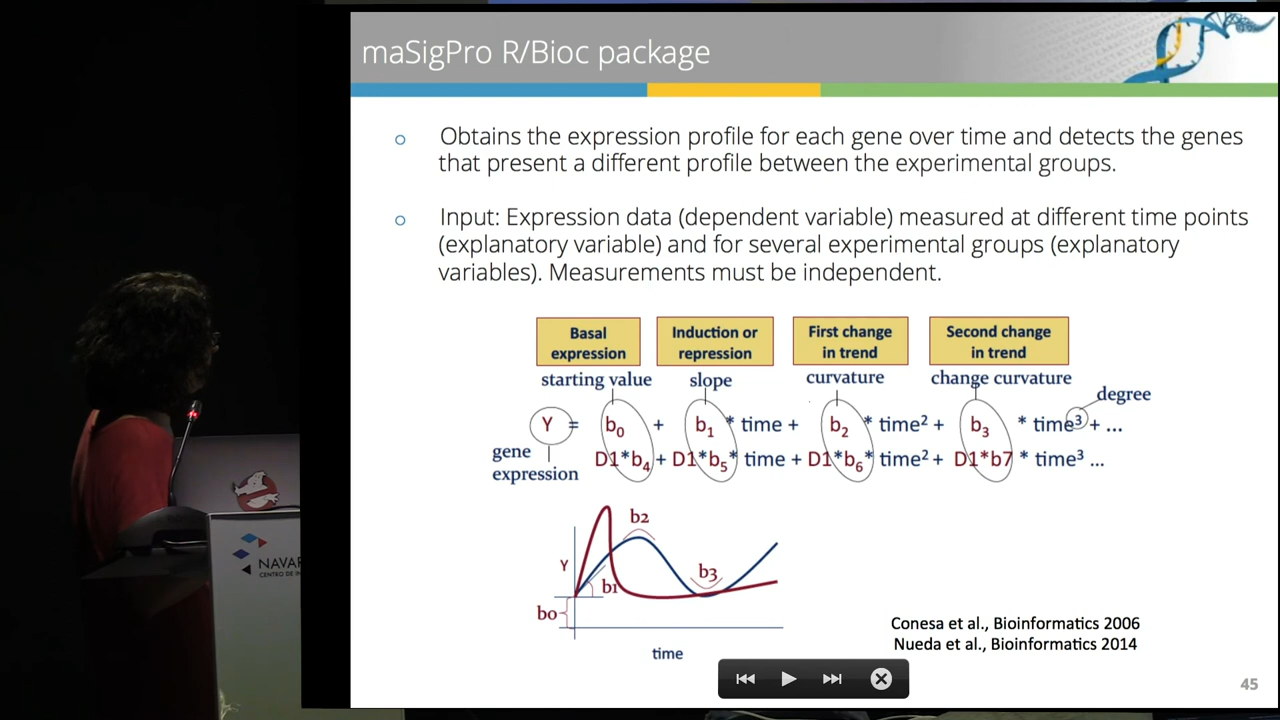 maSigPro R/Bioc package
Obtains the expression profile for each gene over time and detects the genes
that present a different profile between the experimental groups.
Input: Expression data (dependent variable) measured at different time points
(explanatory variable) and for several experimental groups (explanatory
variables). Measurements must be independent.
Basal
expression
Induction or
repression
First change
in trend
Second change
in trend
starting value
slope
curvature
change curvature
degree
Y = b₀ + b₁ * time + b₂ * time² + b₃ * time³ + ...
D1*b₄ + D1*b₅* time + D1*b₆* time² + D1*b7 * time³ ...
gene
expression
b2
Y
b1
b3
b0
time
Conesa et al., Bioinformatics 2006
Nueda et al., Bioinformatics 2014
45